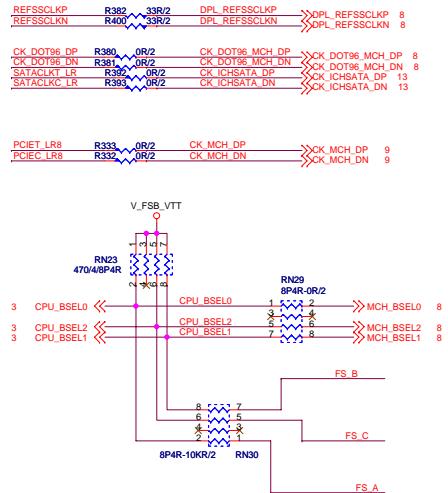 REFSSCLKP R382 33R/2 DPL_REFSSCLKP DPL_REFSSCLKP 8
REFSSCLKN R400 33R/2 DPL_REFSSCLKN DPL_REFSSCLKN 8
CK_DOT96_DP R380 0R/2 CK_DOT96_MCH_DP CK_DOT96_MCH_DP 8
CK_DOT96_DN R381 0R/2 CK_DOT96_MCH_DN CK_DOT96_MCH_DN 8
SATACLKT_LR R392 0R/2 CK_ICHSATA_DP CK_ICHSATA_DP 13
SATACLKC_LR R393 0R/2 CK_ICHSATA_DN CK_ICHSATA_DN 13
PCIET_LR8 R333 0R/2 CK_MCH_DP CK_MCH_DP 9
PCIEC_LR8 R332 0R/2 CK_MCH_DN CK_MCH_DN 9
V_FSB_VTT
1 3 5 7
RN23
470/4/8P4R
2 4 6 8
RN29
8P4R-0R/2
3 CPU_BSEL0 CPU_BSEL0 1 2 MCH_BSEL0 8
3 4
3 CPU_BSEL2 CPU_BSEL2 5 6 MCH_BSEL2 8
3 CPU_BSEL1 CPU_BSEL1 7 8 MCH_BSEL1 8
FS_B
8 7
6 5
4 3
2 1
FS_C
8P4R-10KR/2 RN30
FS_A